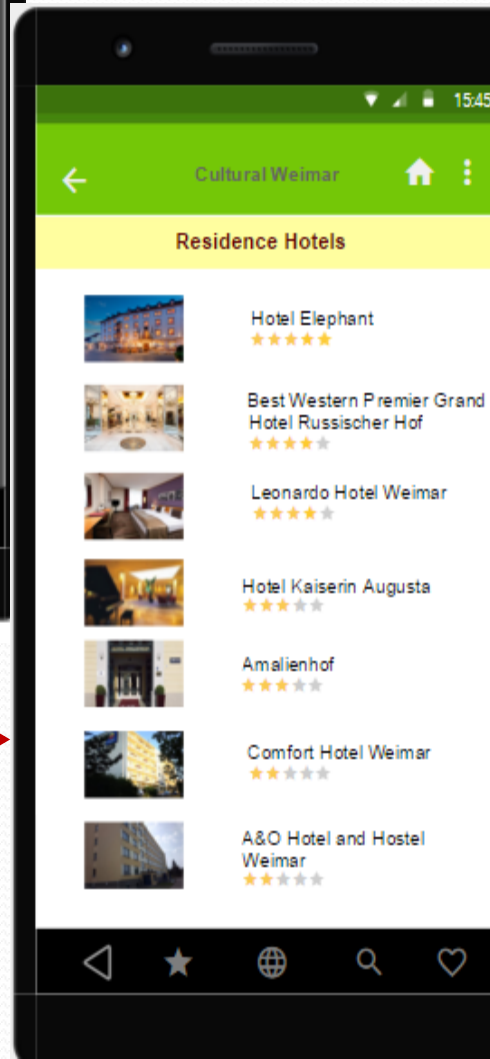 15:45
Cultural Weimar
Residence Hotels
Hotel Elephant
Best Western Premier Grand
Hotel Russischer Hof
Leonardo Hotel Weimar
Hotel Kaiserin Augusta
Amalienhof
Comfort Hotel Weimar
A&O Hotel and Hostel
Weimar